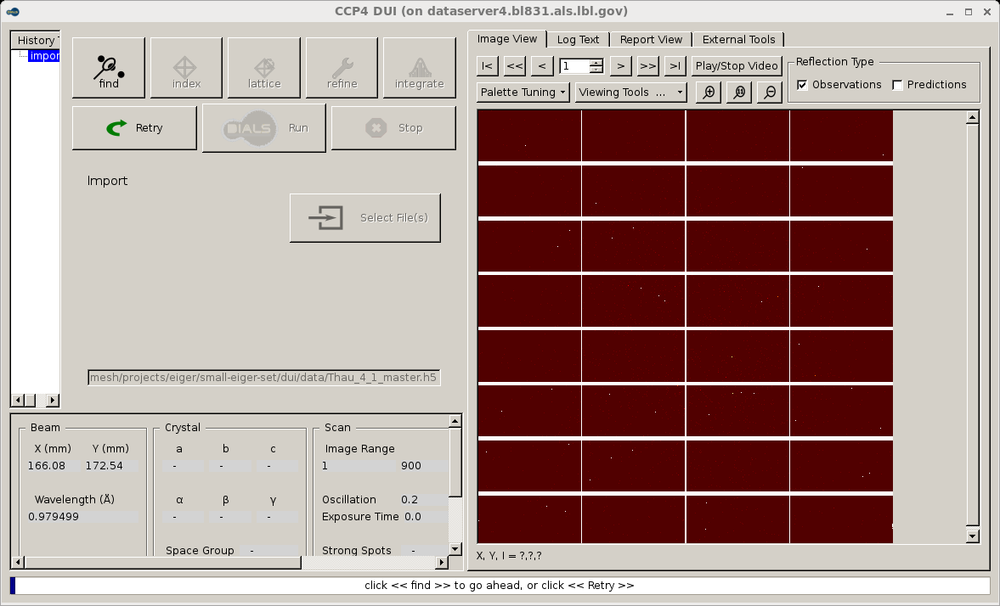 CCP4 DUI (on dataserver4.bl831.als.lbl.gov)
History
impor
find
index
lattice
refine
integrate
Retry
DIALS
Run
Stop
Import
Select File(s)
mesh/projects/eiger/small-eiger-set/dui/data/Thau_4_1_master.h5
Beam
X (mm) Y (mm)
166.08 172.54
Wavelength (Å)
0.979499
Crystal
a b c
- - -
α β γ
- - -
Space Group -
Scan
Image Range
1 900
Oscillation 0.2
Exposure Time 0.0
Strong Spots -
Image View
Log Text
Report View
External Tools
|< << < 1 > >> >| Play/Stop Video
Palette Tuning
Viewing Tools ...
Reflection Type
Observations
Predictions
X, Y, I = ?,?,?
click << find >> to go ahead, or click << Retry >>